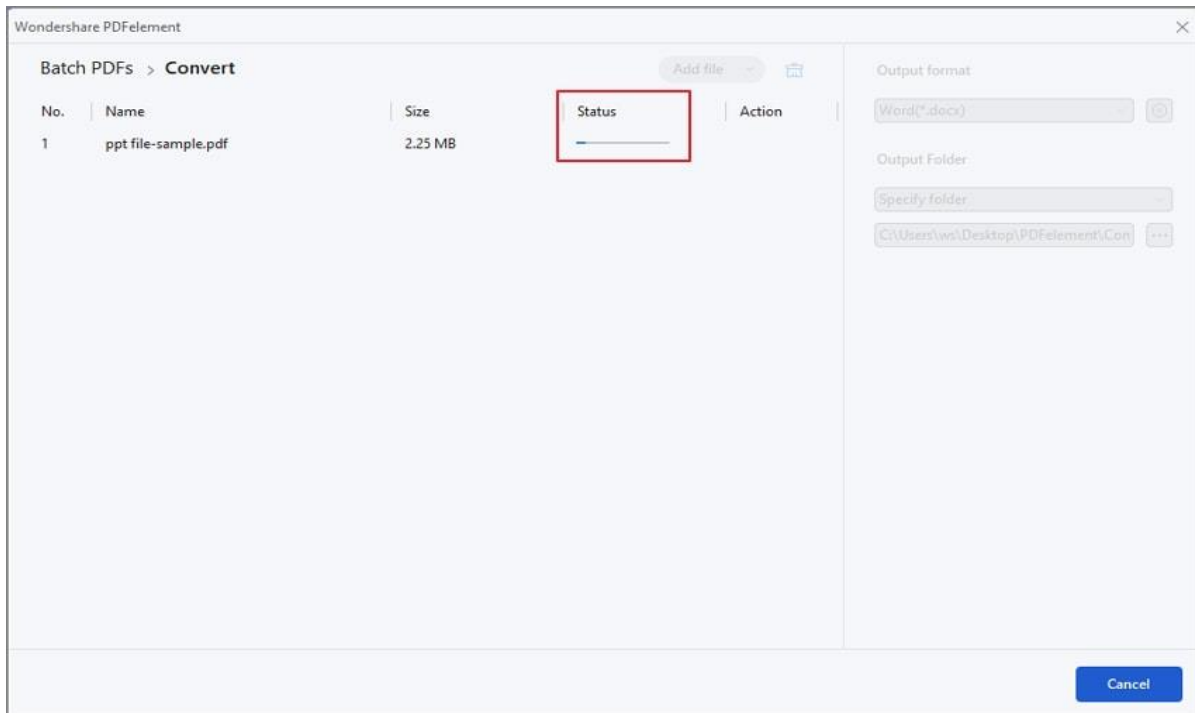 Wondershare PDFelement
Batch PDFs > Convert
Add file
No. Name Size Status Action
1 ppt file-sample.pdf 2.25 MB
Output format
Word(*.docx)
Output Folder
Specify folder
C:\Users\ws\Desktop\PDFelement\Con
Cancel